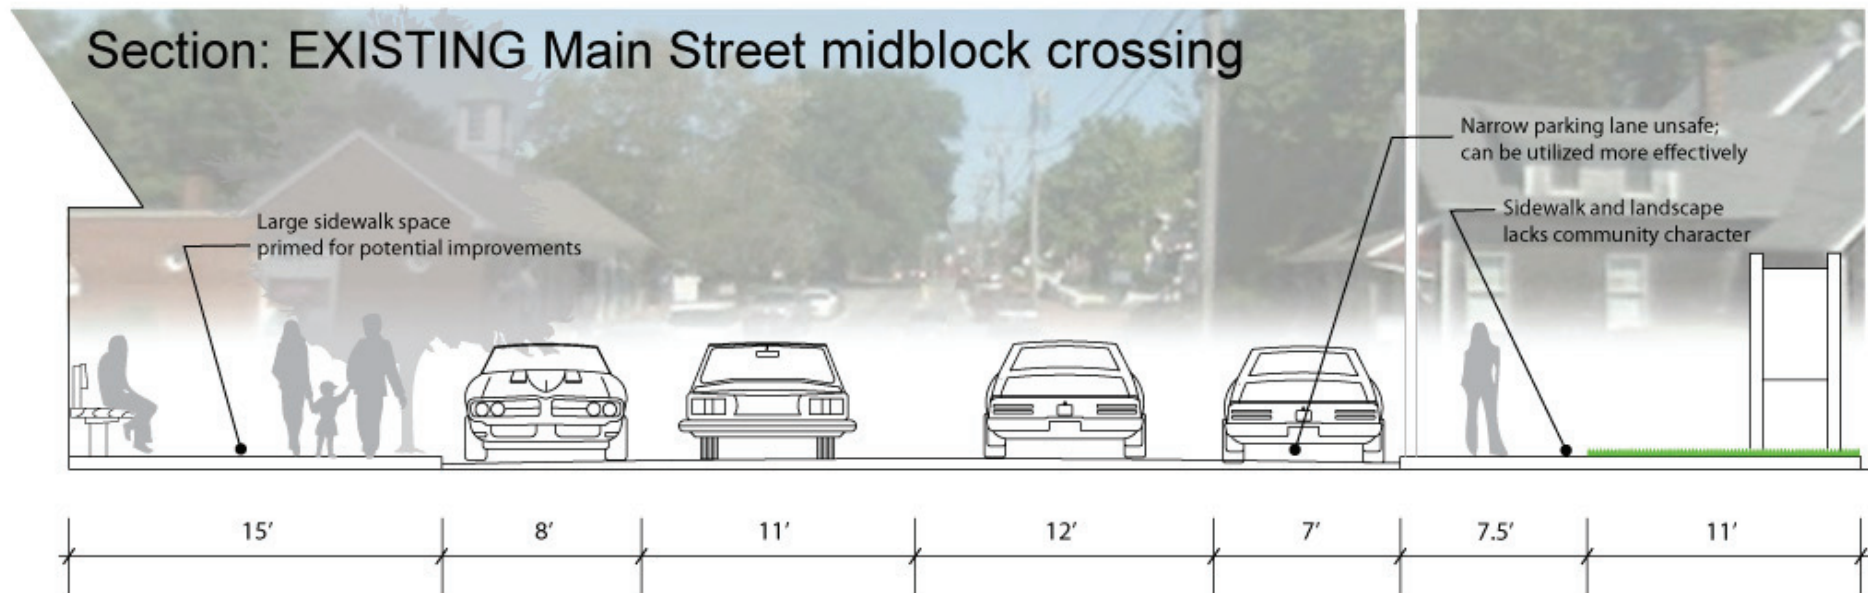 Section: EXISTING Main Street midblock crossing
Narrow parking lane unsafe;
can be utilized more effectively
Sidewalk and landscape
lacks community character
Large sidewalk space
primed for potential improvements
15’
8’
11’
12’
7’
7.5’
11’